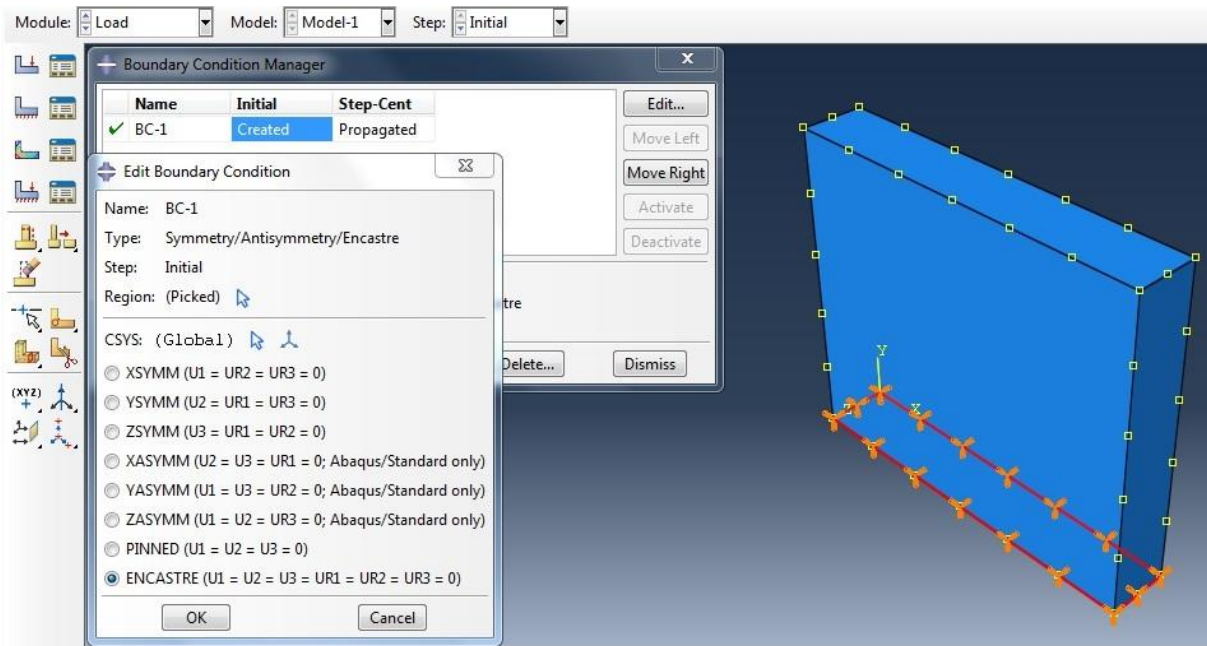 Module: Load Model: Model-1 Step: Initial
Boundary Condition Manager
Name Initial Step-Cent
BC-1 Created Propagated
Edit...
Move Left
Move Right
Activate
Deactivate
tre
Delete...
Dismiss
Edit Boundary Condition
Name: BC-1
Type: Symmetry/Antisymmetry/Encastre
Step: Initial
Region: (Picked)
CSYS: (Global)
XSYMM (U1 = UR2 = UR3 = 0)
YSYMM (U2 = UR1 = UR3 = 0)
ZSYMM (U3 = UR1 = UR2 = 0)
XASYMM (U2 = U3 = UR1 = 0; Abaqus/Standard only)
YASYMM (U1 = U3 = UR2 = 0; Abaqus/Standard only)
ZASYMM (U1 = U2 = UR3 = 0; Abaqus/Standard only)
PINNED (U1 = U2 = U3 = 0)
ENCASTRE (U1 = U2 = U3 = UR1 = UR2 = UR3 = 0)
OK Cancel
(XYZ)
Y
Z X